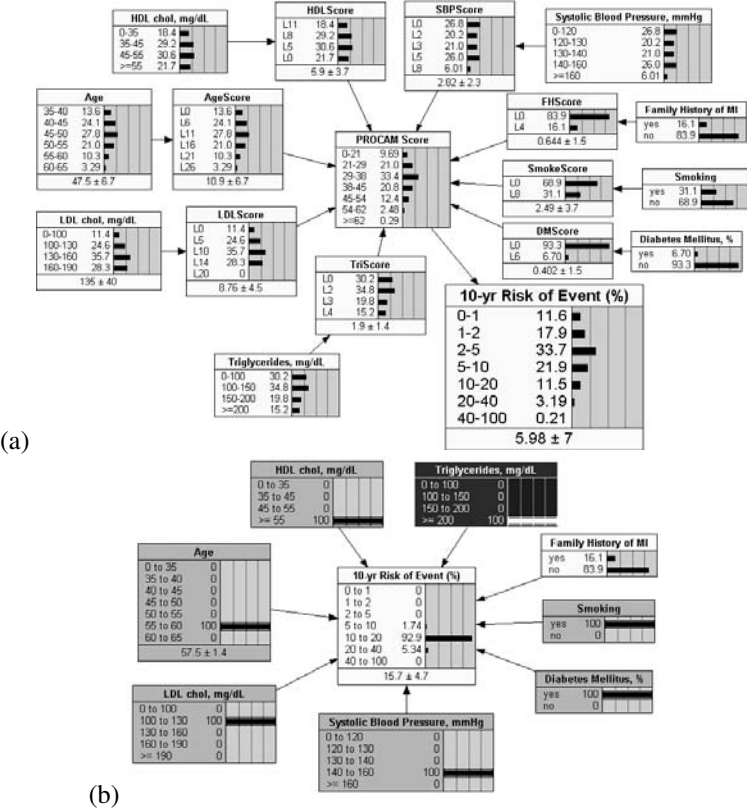 HDL chol, mg/dL
0-35 18.4
35-45 29.2
45-55 30.6
>=55 21.7
HDLScore
L11 18.4
L8 29.2
L5 30.6
L0 21.7
5.9 ± 3.7
SBPScore
L0 26.8
L2 20.2
L3 21.0
L5 26.0
L8 6.01
2.82 ± 2.3
Systolic Blood Pressure, mmHg
0-120 26.8
120-130 20.2
130-140 21.0
140-160 26.0
>=160 6.01
Age
35-40 13.6
40-45 24.1
45-50 27.8
50-55 21.0
55-60 10.3
60-65 3.29
47.5 ± 6.7
AgeScore
L0 13.6
L6 24.1
L11 27.8
L16 21.0
L21 10.3
L26 3.29
10.9 ± 6.7
PROCAM Score
0-21 9.69
21-29 21.0
29-38 33.4
38-45 20.8
45-54 12.4
54-62 2.48
>=62 0.29
FHScore
L0 83.9
L4 16.1
0.644 ± 1.5
Family History of MI
yes 16.1
no 83.9
SmokeScore
L0 68.9
L8 31.1
2.49 ± 3.7
Smoking
yes 31.1
no 68.9
LDL chol, mg/dL
0-100 11.4
100-130 24.6
130-160 35.7
160-190 28.3
135 ± 40
LDLScore
L0 11.4
L5 24.6
L10 35.7
L14 28.3
L20 0
8.76 ± 4.5
DMScore
L0 93.3
L6 6.70
0.402 ± 1.5
Diabetes Mellitus, %
yes 6.70
no 93.3
TriScore
L0 30.2
L2 34.8
L3 19.8
L4 15.2
1.9 ± 1.4
Triglycerides, mg/dL
0-100 30.2
100-150 34.8
150-200 19.8
>=200 15.2
10-yr Risk of Event (%)
0-1 11.6
1-2 17.9
2-5 33.7
5-10 21.9
10-20 11.5
20-40 3.19
40-100 0.21
5.98 ± 7
(a)
HDL chol, mg/dL
0 to 35 0
35 to 45 0
45 to 55 0
>= 55 100
Triglycerides, mg/dL
0 to 100 0
100 to 150 0
150 to 200 0
>= 200 100
Age
0 to 35 0
35 to 40 0
40 to 45 0
45 to 50 0
50 to 55 0
55 to 60 100
60 to 65 0
57.5 ± 1.4
10-yr Risk of Event (%)
0 to 1 0
1 to 2 0
2 to 5 0
5 to 10 1.74
10 to 20 92.9
20 to 40 5.34
40 to 100 0
15.7 ± 4.7
Family History of MI
yes 16.1
no 83.9
Smoking
yes 100
no 0
Diabetes Mellitus, %
yes 100
no 0
LDL chol, mg/dL
0 to 100 0
100 to 130 100
130 to 160 0
160 to 190 0
>= 190 0
Systolic Blood Pressure, mmHg
0 to 120 0
120 to 130 0
130 to 140 0
140 to 160 100
>= 160 0
(b)